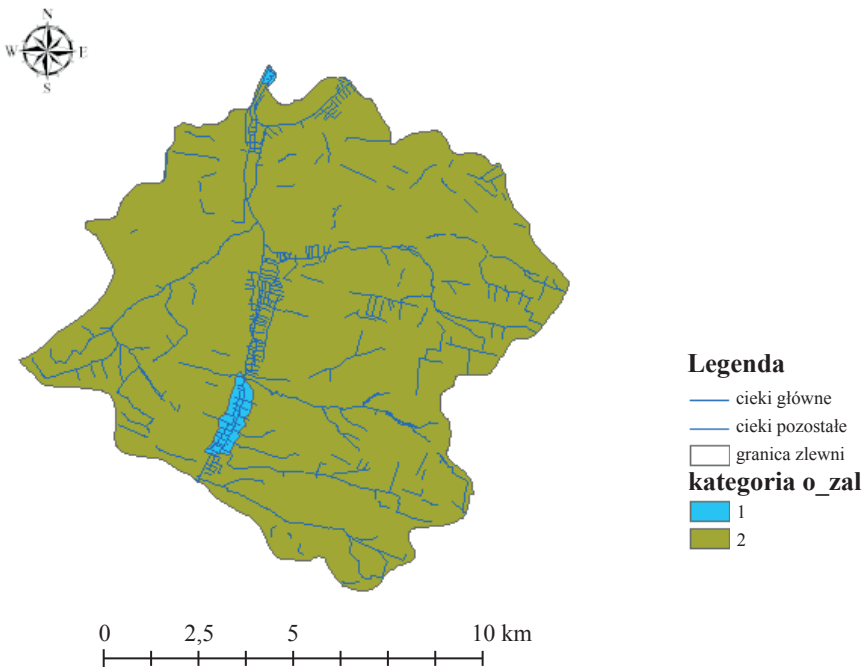 N
W E
S
Legenda
cieki główne
cieki pozostałe
granica zlewni
kategoria o_zal
1
2
0 2,5 5 10 km